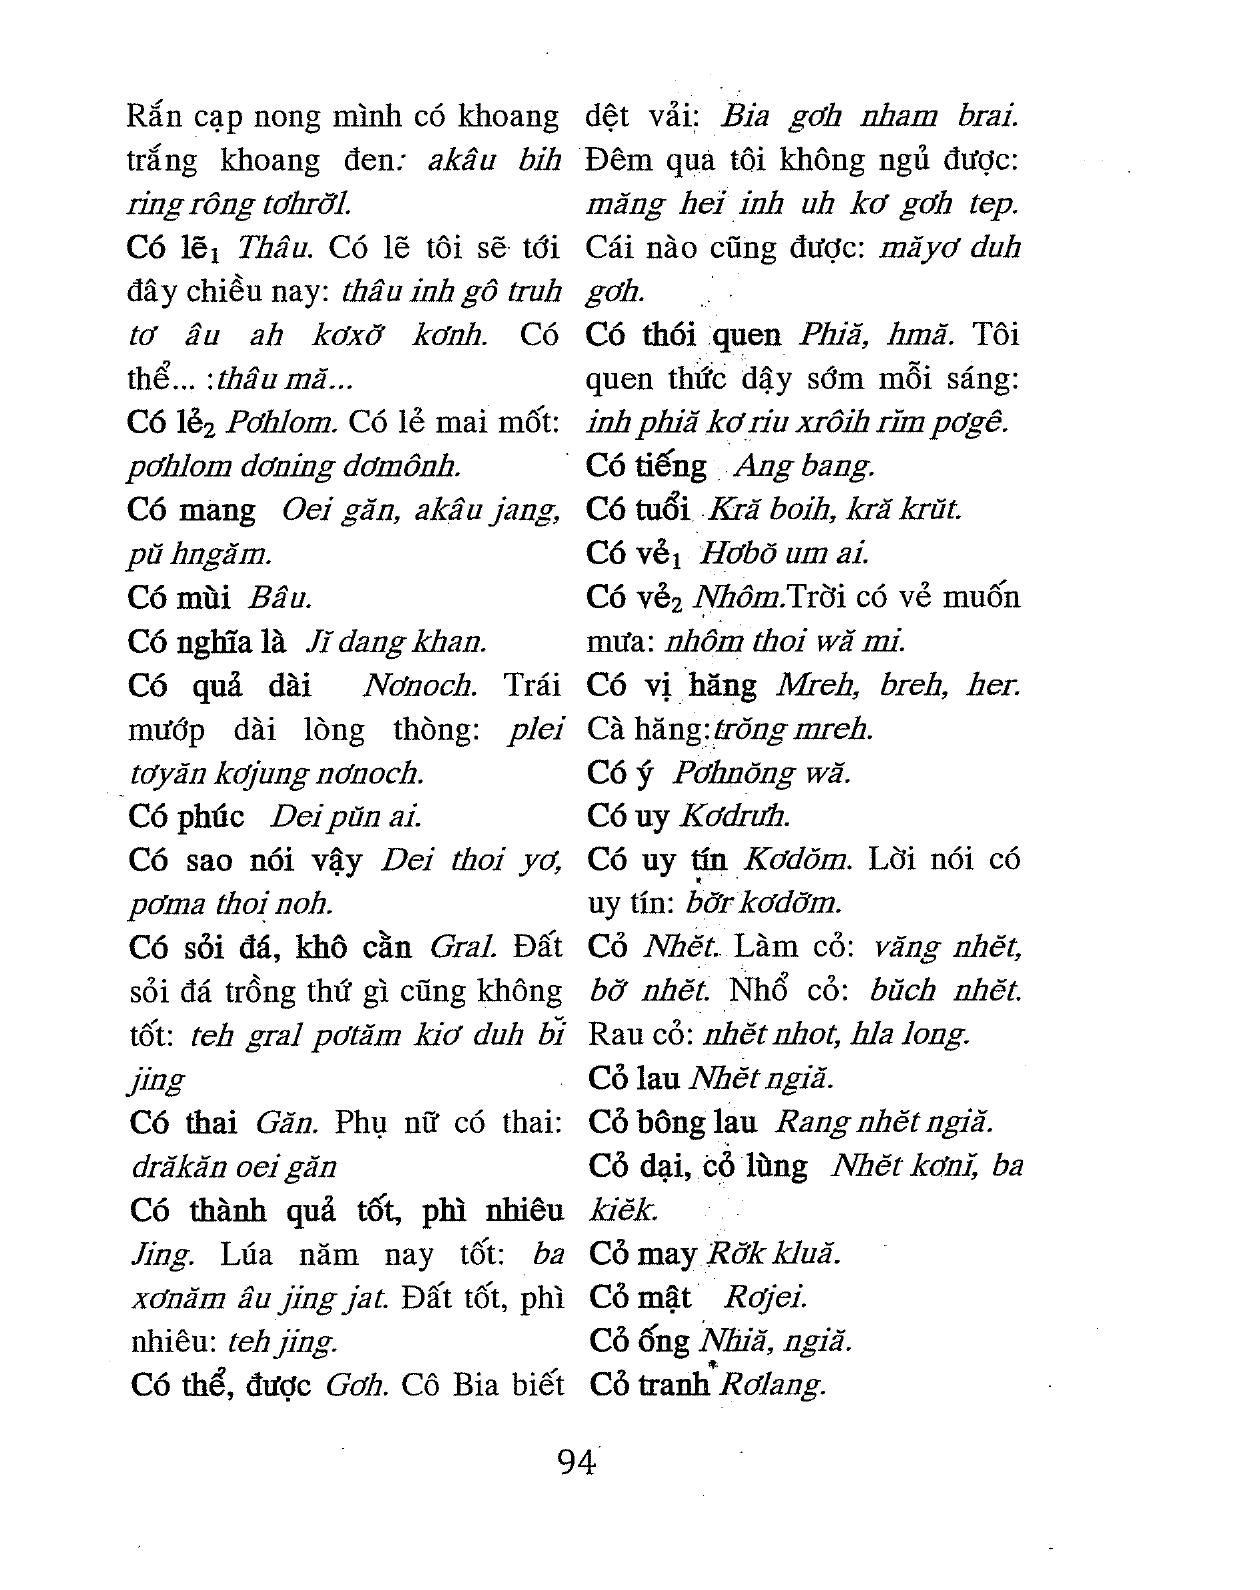 Rắn cạp nong mình có khoang
trắng khoang đen: akâu bih
ring rông tơhrỡl.
Có lẽ₁ Thâu. Có lẽ tôi sẽ tới
đây chiều nay: thâu inh gô truh
tơ âu ah kơxơ̆ kơnh. Có
thể... :thâu mă...
Có lẻ₂ Pơhlom. Có lẻ mai mốt:
pơhlom dơning dơmônh.
Có mang Oei găn, akâu jang,
pŭ hngăm.
Có mùi Bâu.
Có nghĩa là Jĭ dang khan.
Có quả dài Nơnoch. Trái
mướp dài lòng thòng: plei
tơyăn kơjung nơnoch.
Có phúc Dei pŭn ai.
Có sao nói vậy Dei thoi yơ,
pơma thoi noh.
Có sỏi đá, khô cằn Gral. Đất
sỏi đá trồng thứ gì cũng không
tốt: teh gral pơtăm kiơ duh bĭ
jing
Có thai Găn. Phụ nữ có thai:
drăkăn oei găn
Có thành quả tốt, phì nhiêu
Jing. Lúa năm nay tốt: ba
xơnăm âu jing jat. Đất tốt, phì
nhiêu: teh jing.
Có thể, được Gơh. Cô Bia biết
dệt vải: Bia gơh nham brai.
Đêm qua tôi không ngủ được:
măng hei inh uh kơ gơh tep.
Cái nào cũng được: măyơ duh
gơh.
Có thói quen Phiă, hmă. Tôi
quen thức dậy sớm mỗi sáng:
inh phiă kơ riu xrôih rĭm pơgê.
Có tiếng Ang bang.
Có tuổi Kră boih, kră krŭt.
Có vẻ₁ Hơbŏ um ai.
Có vẻ₂ Nhôm.Trời có vẻ muốn
mưa: nhôm thoi wă mi.
Có vị hăng Mreh, breh, her.
Cà hăng:trŏng mreh.
Có ý Pơhnŏng wă.
Có uy Kơdrưh.
Có uy tín Kơdŏm. Lời nói có
uy tín: bơ̆r kơdơ̆m.
Cỏ Nhĕt. Làm cỏ: văng nhĕt,
bơ̆ nhĕt. Nhổ cỏ: bŭch nhĕt.
Rau cỏ: nhĕt nhot, hla long.
Cỏ lau Nhĕt ngiă.
Cỏ bông lau Rang nhĕt ngiă.
Cỏ dại, cỏ lùng Nhĕt kơnĭ, ba
kiĕk.
Cỏ may Rơ̆k kluă.
Cỏ mật Rơjei.
Cỏ ống Nhiă, ngiă.
Cỏ tranh Rơlang.
94